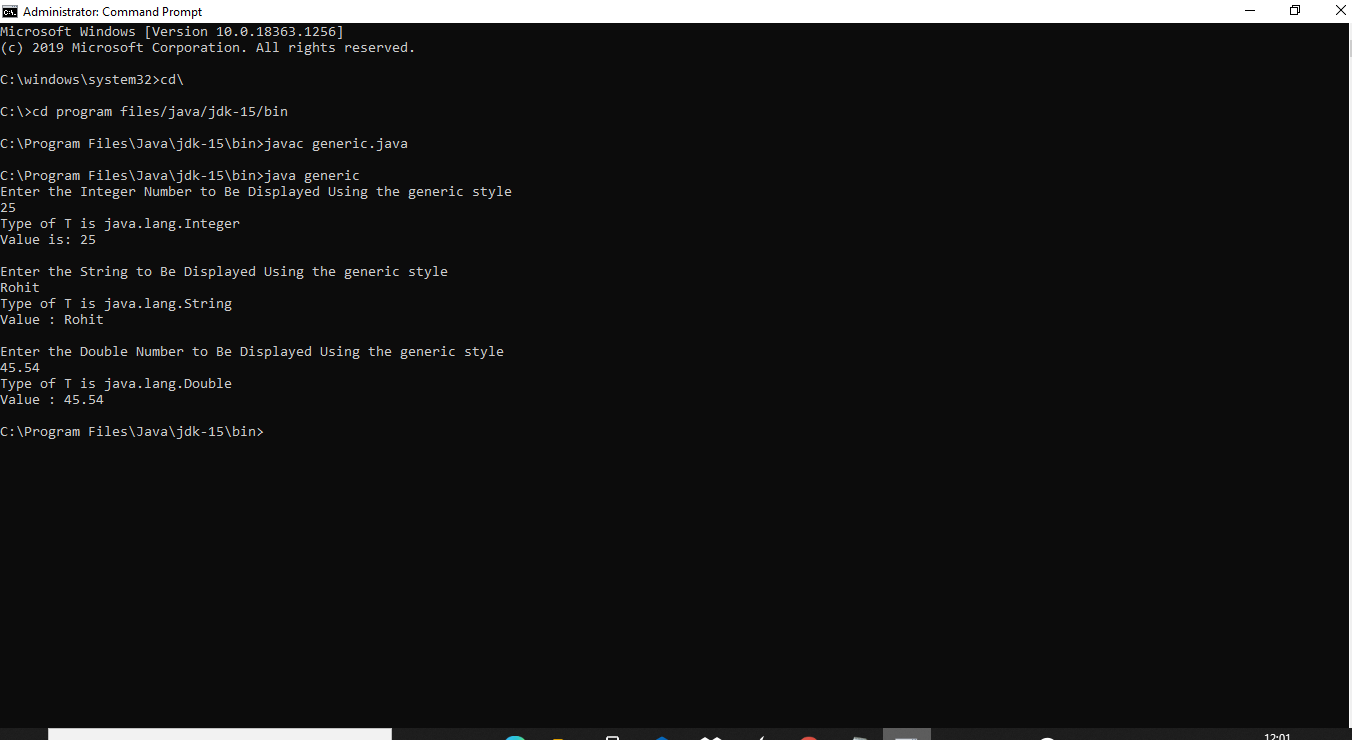 Administrator: Command Prompt
Microsoft Windows [Version 10.0.18363.1256]
(c) 2019 Microsoft Corporation. All rights reserved.
C:\windows\system32>cd\
C:\>cd program files/java/jdk-15/bin
C:\Program Files\Java\jdk-15\bin>javac generic.java
C:\Program Files\Java\jdk-15\bin>java generic
Enter the Integer Number to Be Displayed Using the generic style
25
Type of T is java.lang.Integer
Value is: 25
Enter the String to Be Displayed Using the generic style
Rohit
Type of T is java.lang.String
Value : Rohit
Enter the Double Number to Be Displayed Using the generic style
45.54
Type of T is java.lang.Double
Value : 45.54
C:\Program Files\Java\jdk-15\bin>
12:01